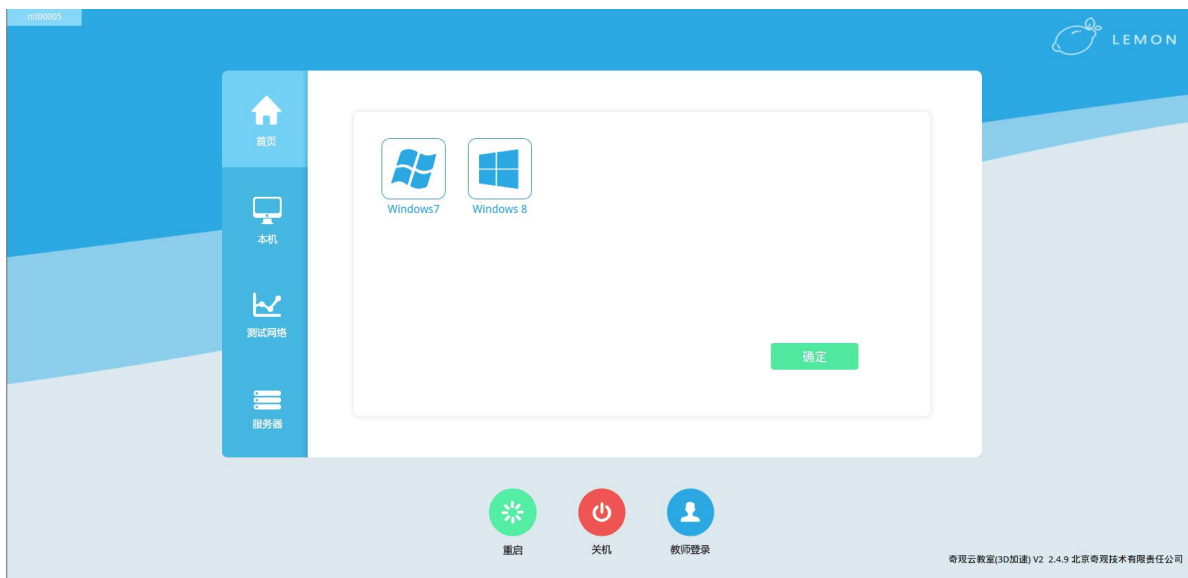 nit00005
LEMON
首页
Windows7
Windows 8
本机
测试网络
确定
服务器
重启
关机
教师登录
奇观云教室(3D加速) V2 2.4.9 北京奇观技术有限责任公司